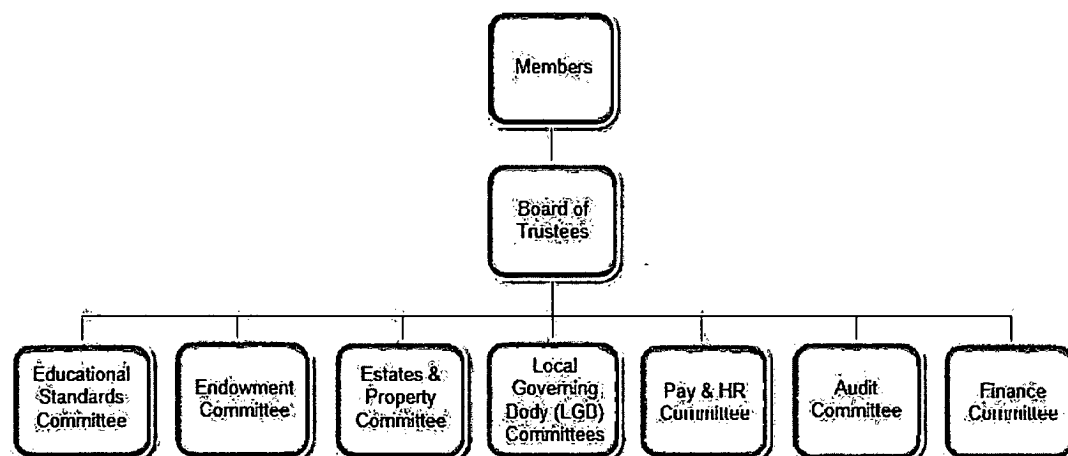 Members
Board of
Trustees
Educational
Standards
Committee
Endowment
Committee
Estates &
Property
Committee
Local
Governing
Body (LGB)
Committees
Pay & HR
Committee
Audit
Committee
Finance
Committee